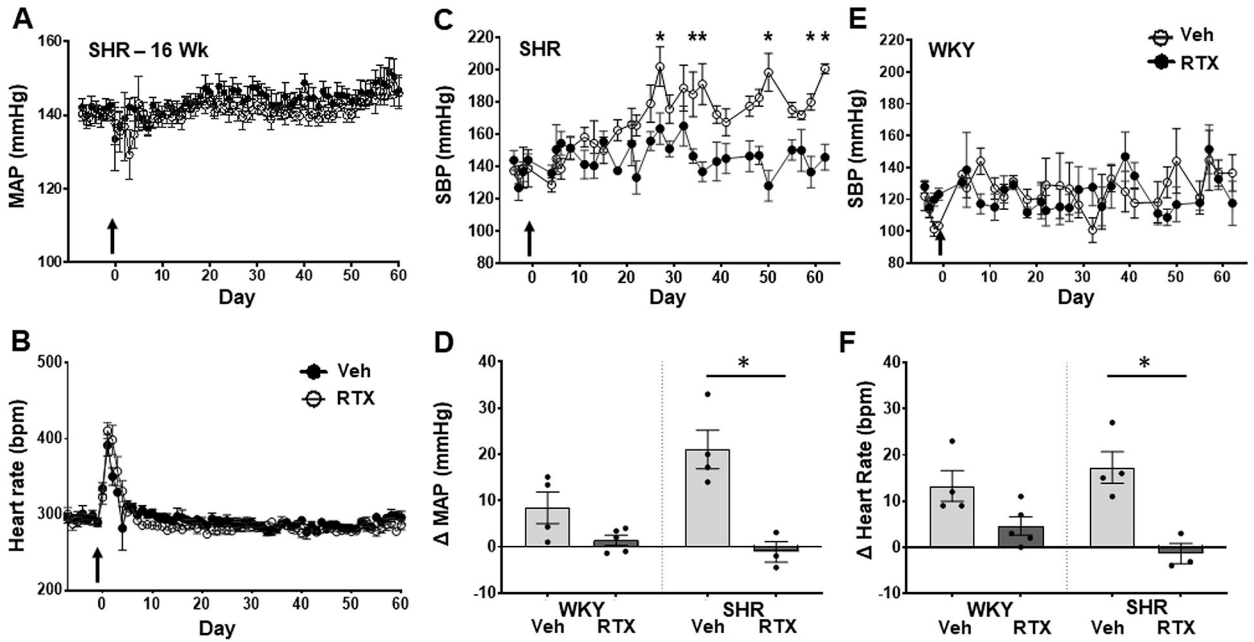 A
SHR – 16 Wk
MAP (mmHg)
160
140
120
100
0 10 20 30 40 50 60
Day
B
Heart rate (bpm)
500
400
300
200
Veh
RTX
0 10 20 30 40 50 60
Day
C
SHR
SBP (mmHg)
220
200
180
160
140
120
100
80
* ** * * *
0 10 20 30 40 50 60
Day
D
Δ MAP (mmHg)
40
30
20
10
0
-10
*
WKY SHR
Veh RTX Veh RTX
E
WKY
Veh
RTX
SBP (mmHg)
220
200
180
160
140
120
100
80
0 10 20 30 40 50 60
Day
F
Δ Heart Rate (bpm)
40
30
20
10
0
-10
*
WKY SHR
Veh RTX Veh RTX